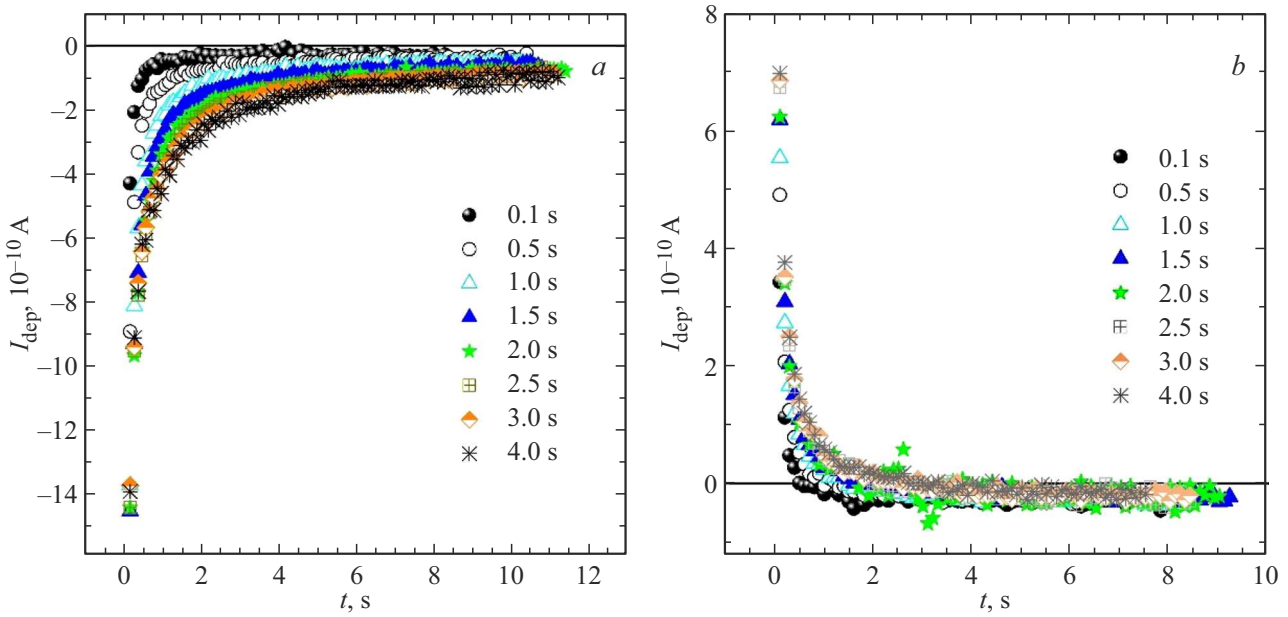 0
−2
−4
−6
−8
−10
−12
−14
I_dep, 10^−10 A
a
0.1 s
0.5 s
1.0 s
1.5 s
2.0 s
2.5 s
3.0 s
4.0 s
0 2 4 6 8 10 12
t, s
8
6
4
2
0
I_dep, 10^−10 A
b
0.1 s
0.5 s
1.0 s
1.5 s
2.0 s
2.5 s
3.0 s
4.0 s
0 2 4 6 8 10
t, s